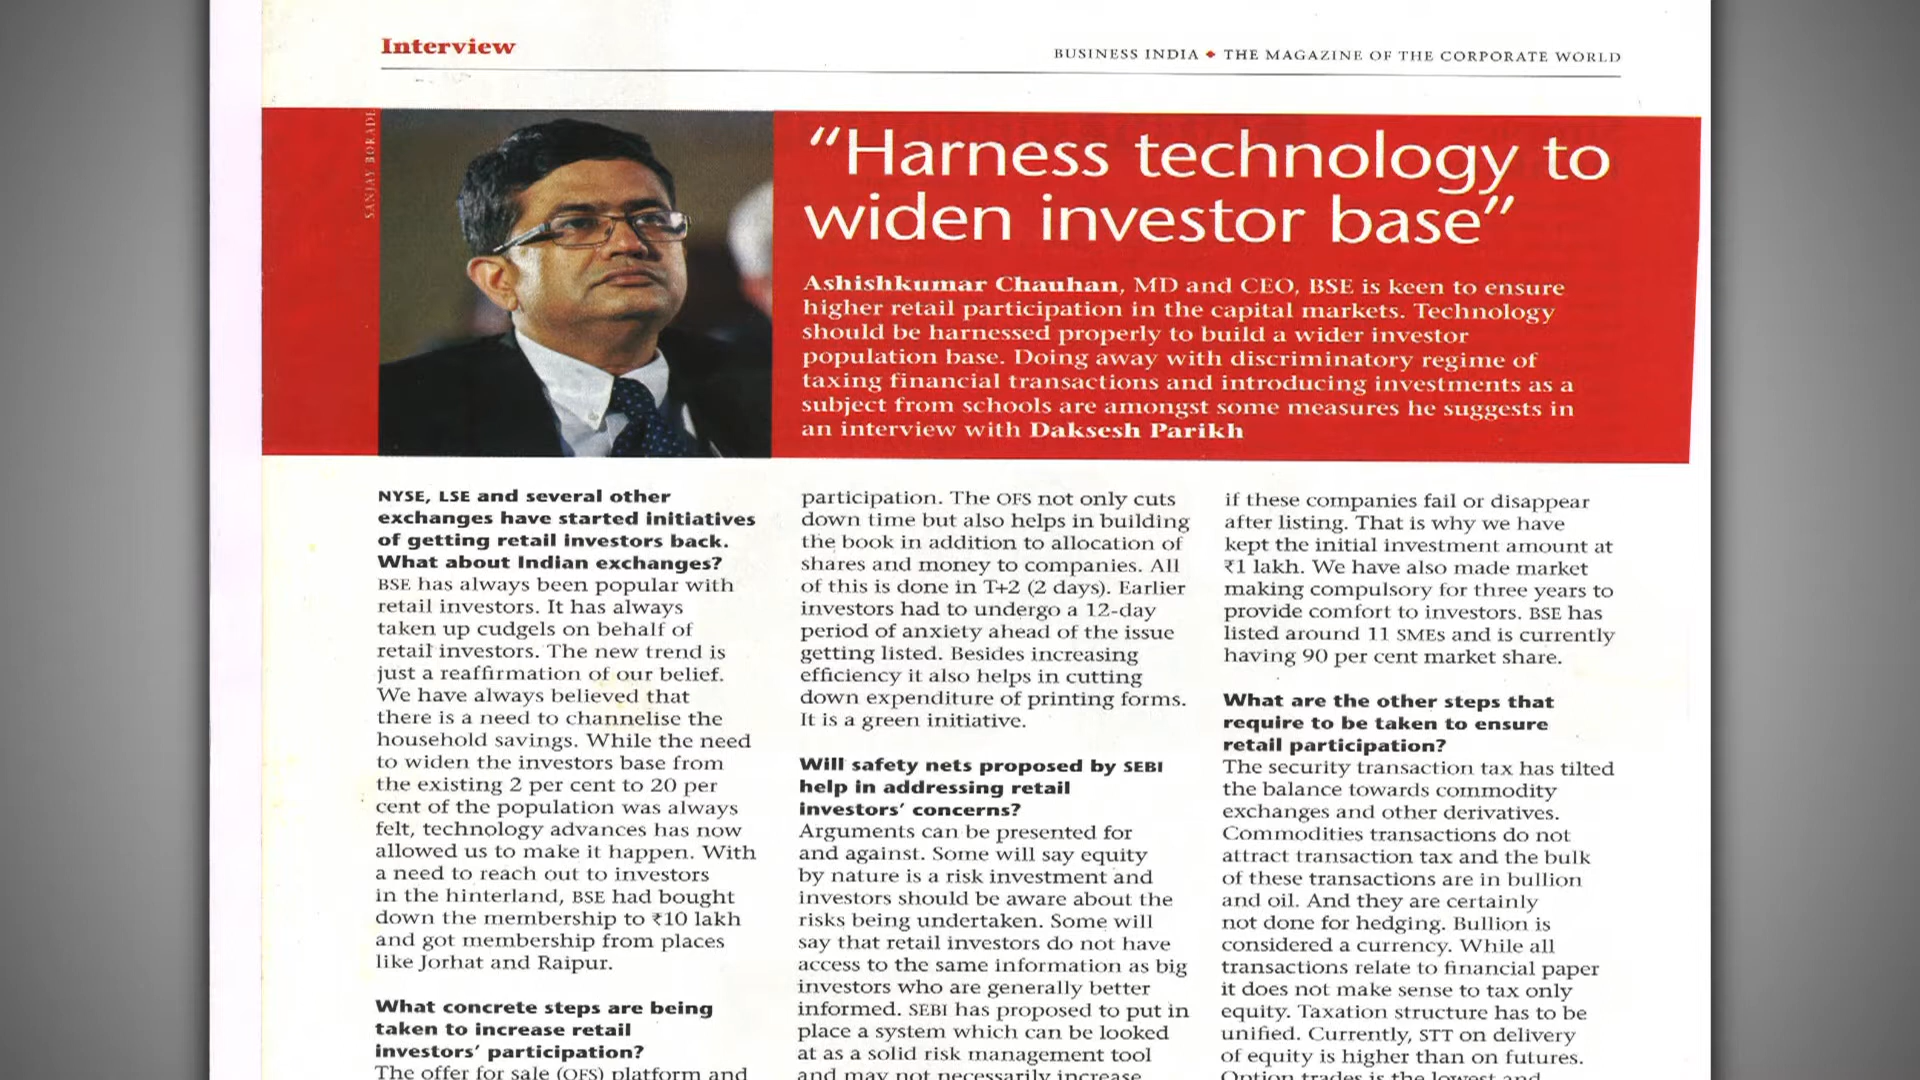 Interview
BUSINESS INDIA ◆ THE MAGAZINE OF THE CORPORATE WORLD
SANJAY BORADE
“Harness technology to
widen investor base”
Ashishkumar Chauhan, MD and CEO, BSE is keen to ensure
higher retail participation in the capital markets. Technology
should be harnessed properly to build a wider investor
population base. Doing away with discriminatory regime of
taxing financial transactions and introducing investments as a
subject from schools are amongst some measures he suggests in
an interview with Daksesh Parikh
NYSE, LSE and several other
exchanges have started initiatives
of getting retail investors back.
What about Indian exchanges?
BSE has always been popular with
retail investors. It has always
taken up cudgels on behalf of
retail investors. The new trend is
just a reaffirmation of our belief.
We have always believed that
there is a need to channelise the
household savings. While the need
to widen the investors base from
the existing 2 per cent to 20 per
cent of the population was always
felt, technology advances has now
allowed us to make it happen. With
a need to reach out to investors
in the hinterland, BSE had bought
down the membership to ₹10 lakh
and got membership from places
like Jorhat and Raipur.
What concrete steps are being
taken to increase retail
investors’ participation?
The offer for sale (OFS) platform and
participation. The OFS not only cuts
down time but also helps in building
the book in addition to allocation of
shares and money to companies. All
of this is done in T+2 (2 days). Earlier
investors had to undergo a 12-day
period of anxiety ahead of the issue
getting listed. Besides increasing
efficiency it also helps in cutting
down expenditure of printing forms.
It is a green initiative.
Will safety nets proposed by SEBI
help in addressing retail
investors’ concerns?
Arguments can be presented for
and against. Some will say equity
by nature is a risk investment and
investors should be aware about the
risks being undertaken. Some will
say that retail investors do not have
access to the same information as big
investors who are generally better
informed. SEBI has proposed to put in
place a system which can be looked
at as a solid risk management tool
and may not necessarily increase
if these companies fail or disappear
after listing. That is why we have
kept the initial investment amount at
₹1 lakh. We have also made market
making compulsory for three years to
provide comfort to investors. BSE has
listed around 11 SMEs and is currently
having 90 per cent market share.
What are the other steps that
require to be taken to ensure
retail participation?
The security transaction tax has tilted
the balance towards commodity
exchanges and other derivatives.
Commodities transactions do not
attract transaction tax and the bulk
of these transactions are in bullion
and oil. And they are certainly
not done for hedging. Bullion is
considered a currency. While all
transactions relate to financial paper
it does not make sense to tax only
equity. Taxation structure has to be
unified. Currently, STT on delivery
of equity is higher than on futures.
Option trades is the lowest and